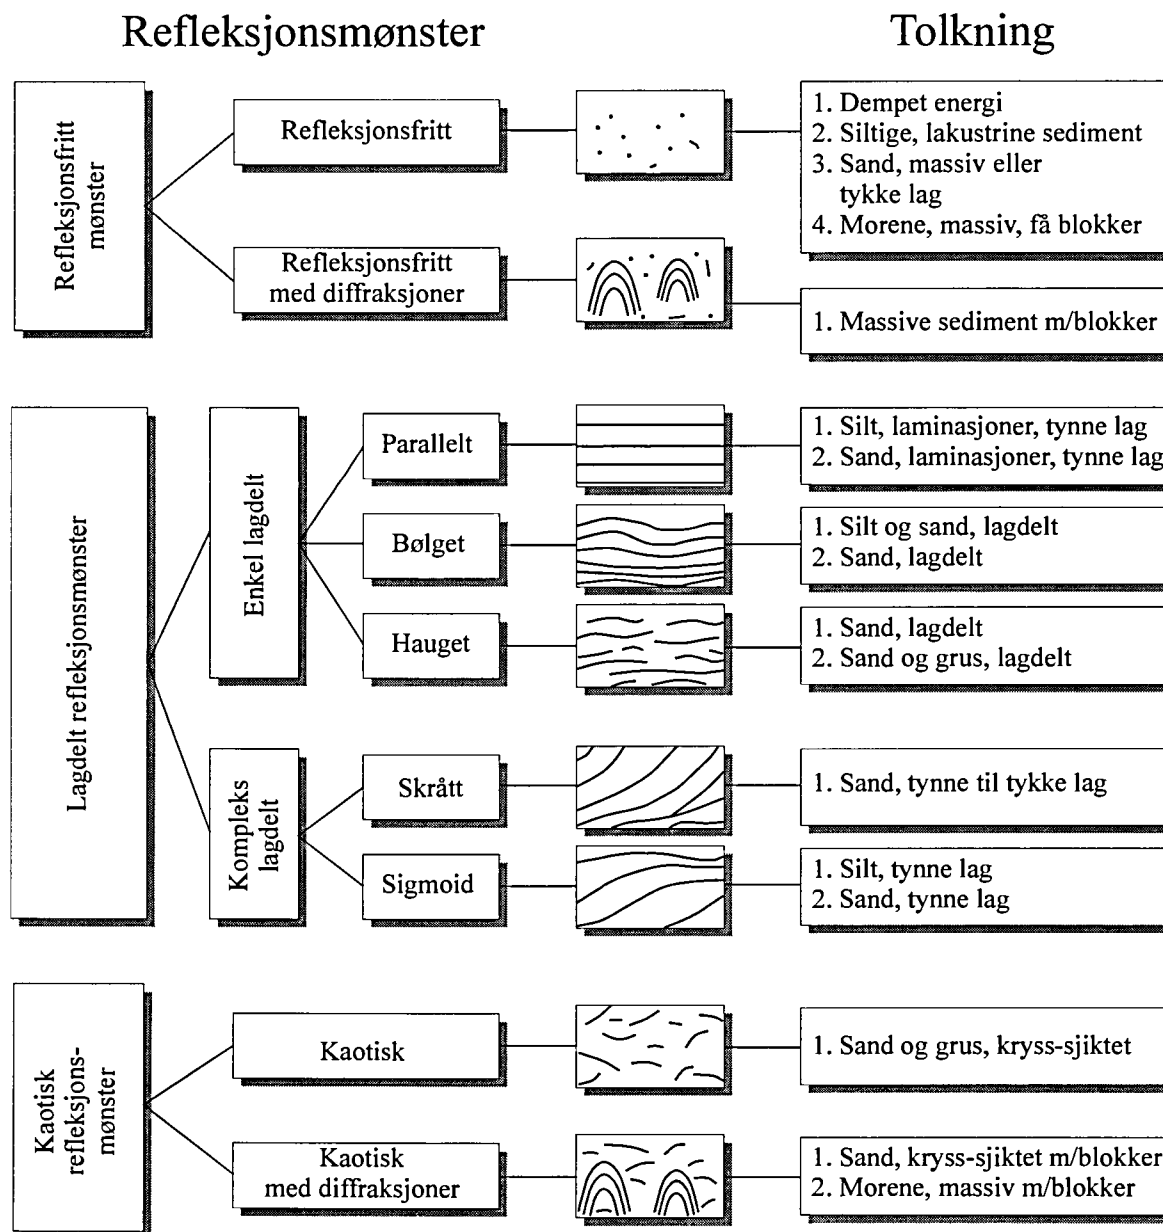 Refleksjonsmønster
Tolkning
Refleksjonsfritt
mønster
Refleksjonsfritt
1. Dempet energi
2. Siltige, lakustrine sediment
3. Sand, massiv eller
tykke lag
4. Morene, massiv, få blokker
Refleksjonsfritt
med diffraksjoner
1. Massive sediment m/blokker
Lagdelt refleksjonsmønster
Enkel lagdelt
Parallelt
1. Silt, laminasjoner, tynne lag
2. Sand, laminasjoner, tynne lag
Bølget
1. Silt og sand, lagdelt
2. Sand, lagdelt
Hauget
1. Sand, lagdelt
2. Sand og grus, lagdelt
Kompleks
lagdelt
Skrått
1. Sand, tynne til tykke lag
Sigmoid
1. Silt, tynne lag
2. Sand, tynne lag
Kaotisk
refleksjons-
mønster
Kaotisk
1. Sand og grus, kryss-sjiktet
Kaotisk
med diffraksjoner
1. Sand, kryss-sjiktet m/blokker
2. Morene, massiv m/blokker